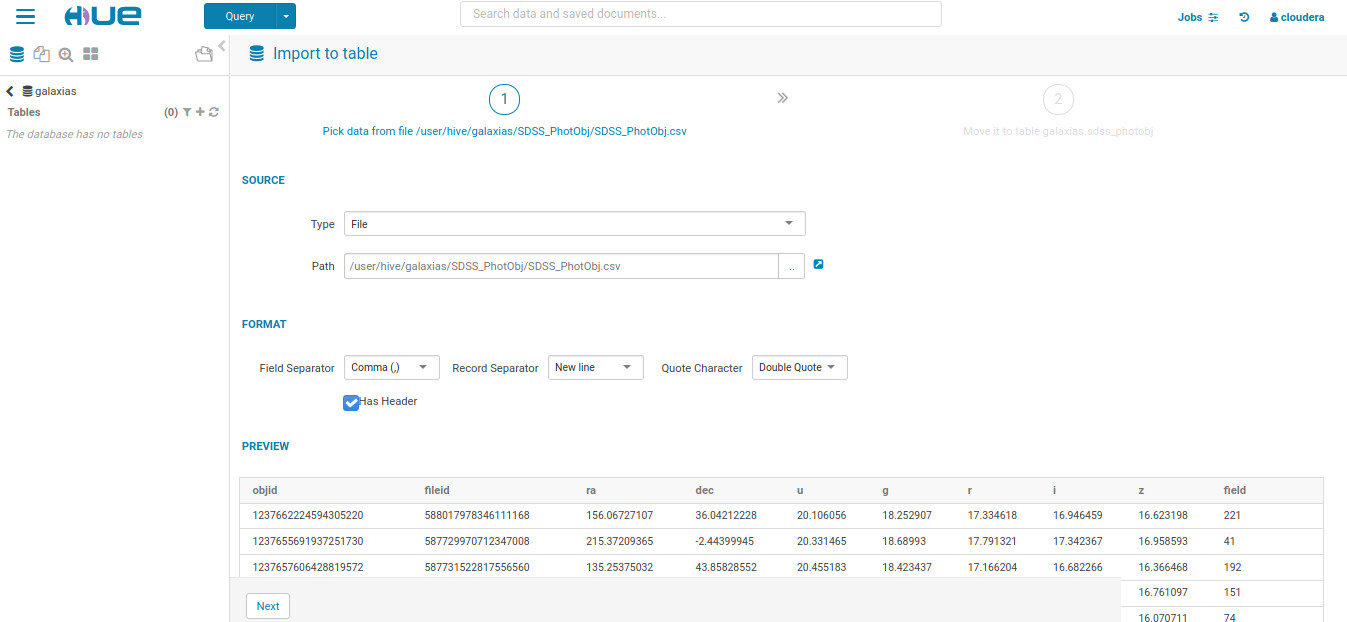 HUE Query Search data and saved documents... Jobs cloudera
Import to table
galaxias
Tables (0)
The database has no tables
1 2
Pick data from file /user/hive/galaxias/SDSS_PhotObj/SDSS_PhotObj.csv Move it to table galaxias.sdss_photobj
SOURCE
Type File
Path /user/hive/galaxias/SDSS_PhotObj/SDSS_PhotObj.csv ..
FORMAT
Field Separator Comma (,) Record Separator New line Quote Character Double Quote
Has Header
PREVIEW
objid fileid ra dec u g r i z field
1237662224594305220 588017978346111168 156.06727107 36.04212228 20.106056 18.252907 17.334618 16.946459 16.623198 221
1237655691937251730 587729970712347008 215.37209365 -2.44399945 20.331465 18.68993 17.791321 17.342367 16.958593 41
1237657606428819572 587731522817556560 135.25375032 43.85828552 20.455183 18.423437 17.166204 16.682266 16.366468 192
16.761097 151
Next
16.070711 74